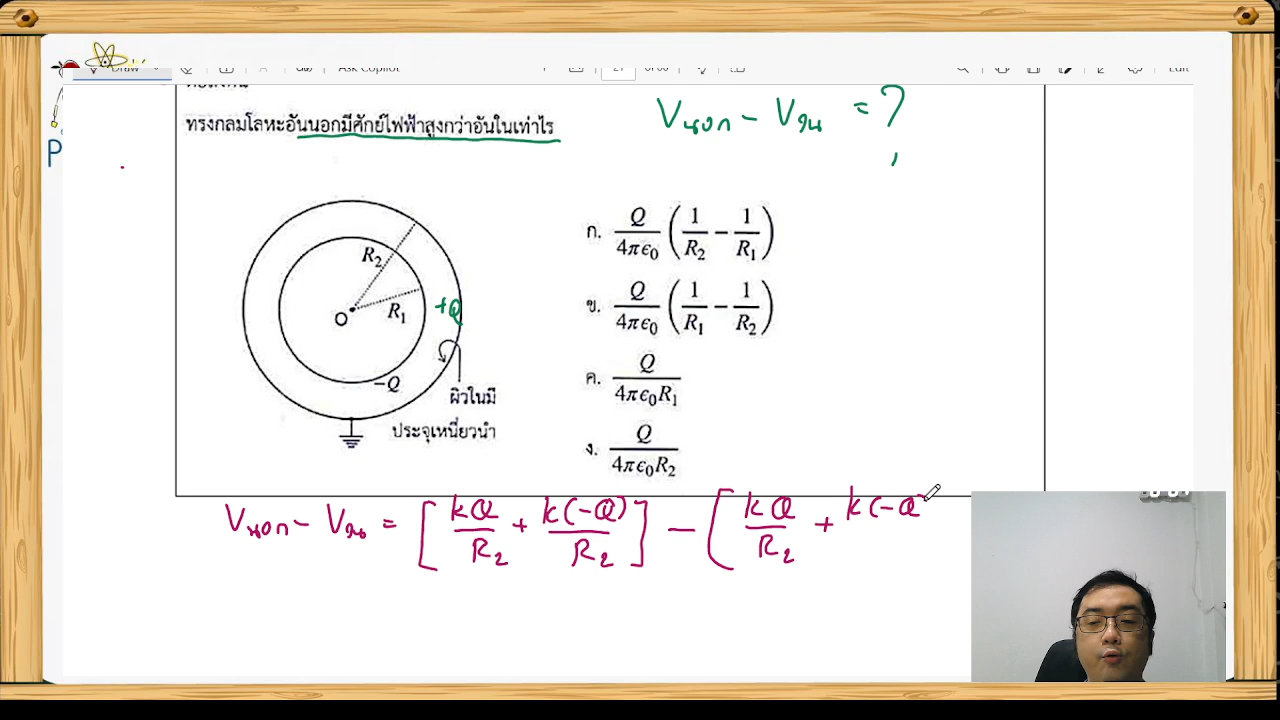 Draw
Ask Copilot
Edit
ทรงกลมโลหะอันนอกมีศักย์ไฟฟ้าสูงกว่าอันในเท่าไร
Vนอก - Vใน = ?
P
R₂
R₁
O
+Q
-Q
ผิวในมี
ประจุเหนี่ยวนำ
ก. Q/4πϵ₀ (1/R₂ - 1/R₁)
ข. Q/4πϵ₀ (1/R₁ - 1/R₂)
ค. Q/4πϵ₀R₁
ง. Q/4πϵ₀R₂
Vนอก - Vใน = [kQ/R₂ + k(-Q)/R₂] - [kQ/R₂ + k(-Q